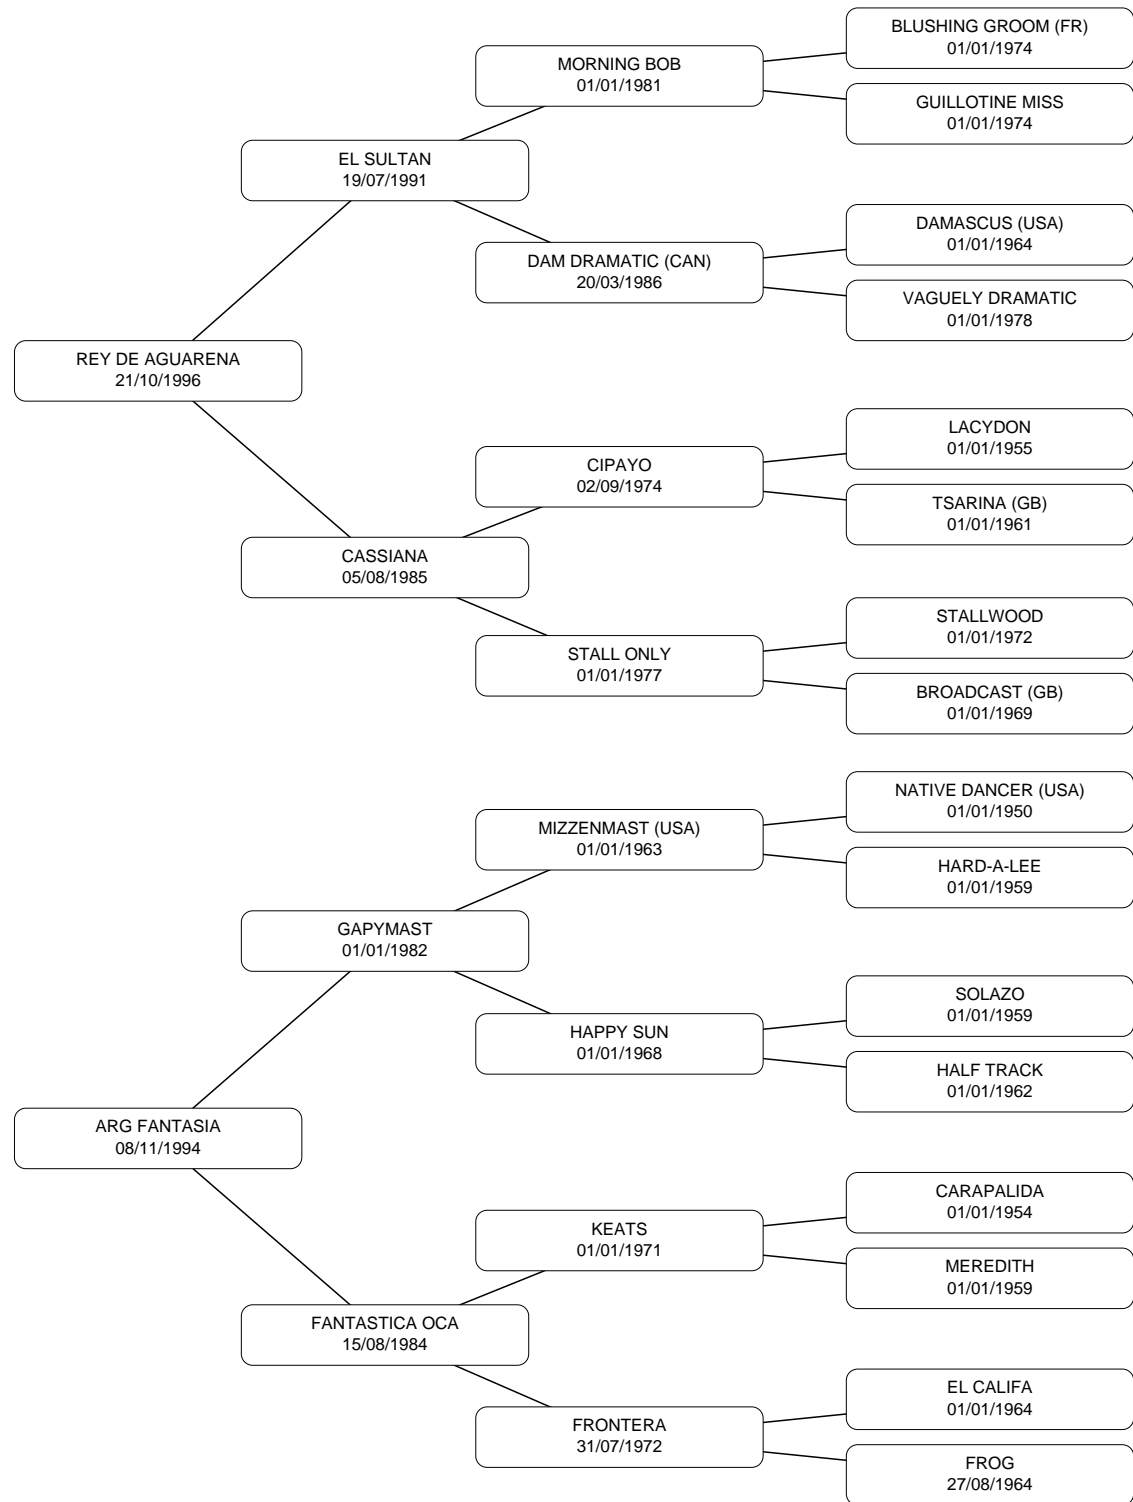 BLUSHING GROOM (FR)
01/01/1974
MORNING BOB
01/01/1981
GUILLOTINE MISS
01/01/1974
EL SULTAN
19/07/1991
DAMASCUS (USA)
01/01/1964
DAM DRAMATIC (CAN)
20/03/1986
VAGUELY DRAMATIC
01/01/1978
REY DE AGUARENA
21/10/1996
LACYDON
01/01/1955
CIPAYO
02/09/1974
TSARINA (GB)
01/01/1961
CASSIANA
05/08/1985
STALLWOOD
01/01/1972
STALL ONLY
01/01/1977
BROADCAST (GB)
01/01/1969
NATIVE DANCER (USA)
01/01/1950
MIZZENMAST (USA)
01/01/1963
HARD-A-LEE
01/01/1959
GAPYMAST
01/01/1982
SOLAZO
01/01/1959
HAPPY SUN
01/01/1968
HALF TRACK
01/01/1962
ARG FANTASIA
08/11/1994
CARAPALIDA
01/01/1954
KEATS
01/01/1971
MEREDITH
01/01/1959
FANTASTICA OCA
15/08/1984
EL CALIFA
01/01/1964
FRONTERA
31/07/1972
FROG
27/08/1964